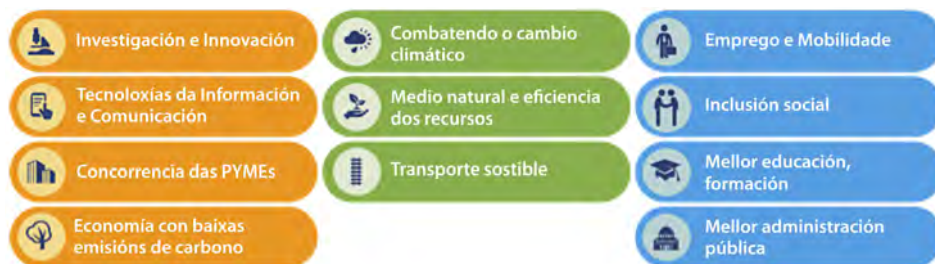 Investigación e Innovación
Tecnoloxías da Información
e Comunicación
Concorrencia das PYMEs
Economía con baixas
emisións de carbono
Combatendo o cambio
climático
Medio natural e eficiencia
dos recursos
Transporte sostible
Emprego e Mobilidade
Inclusión social
Mellor educación,
formación
Mellor administración
pública